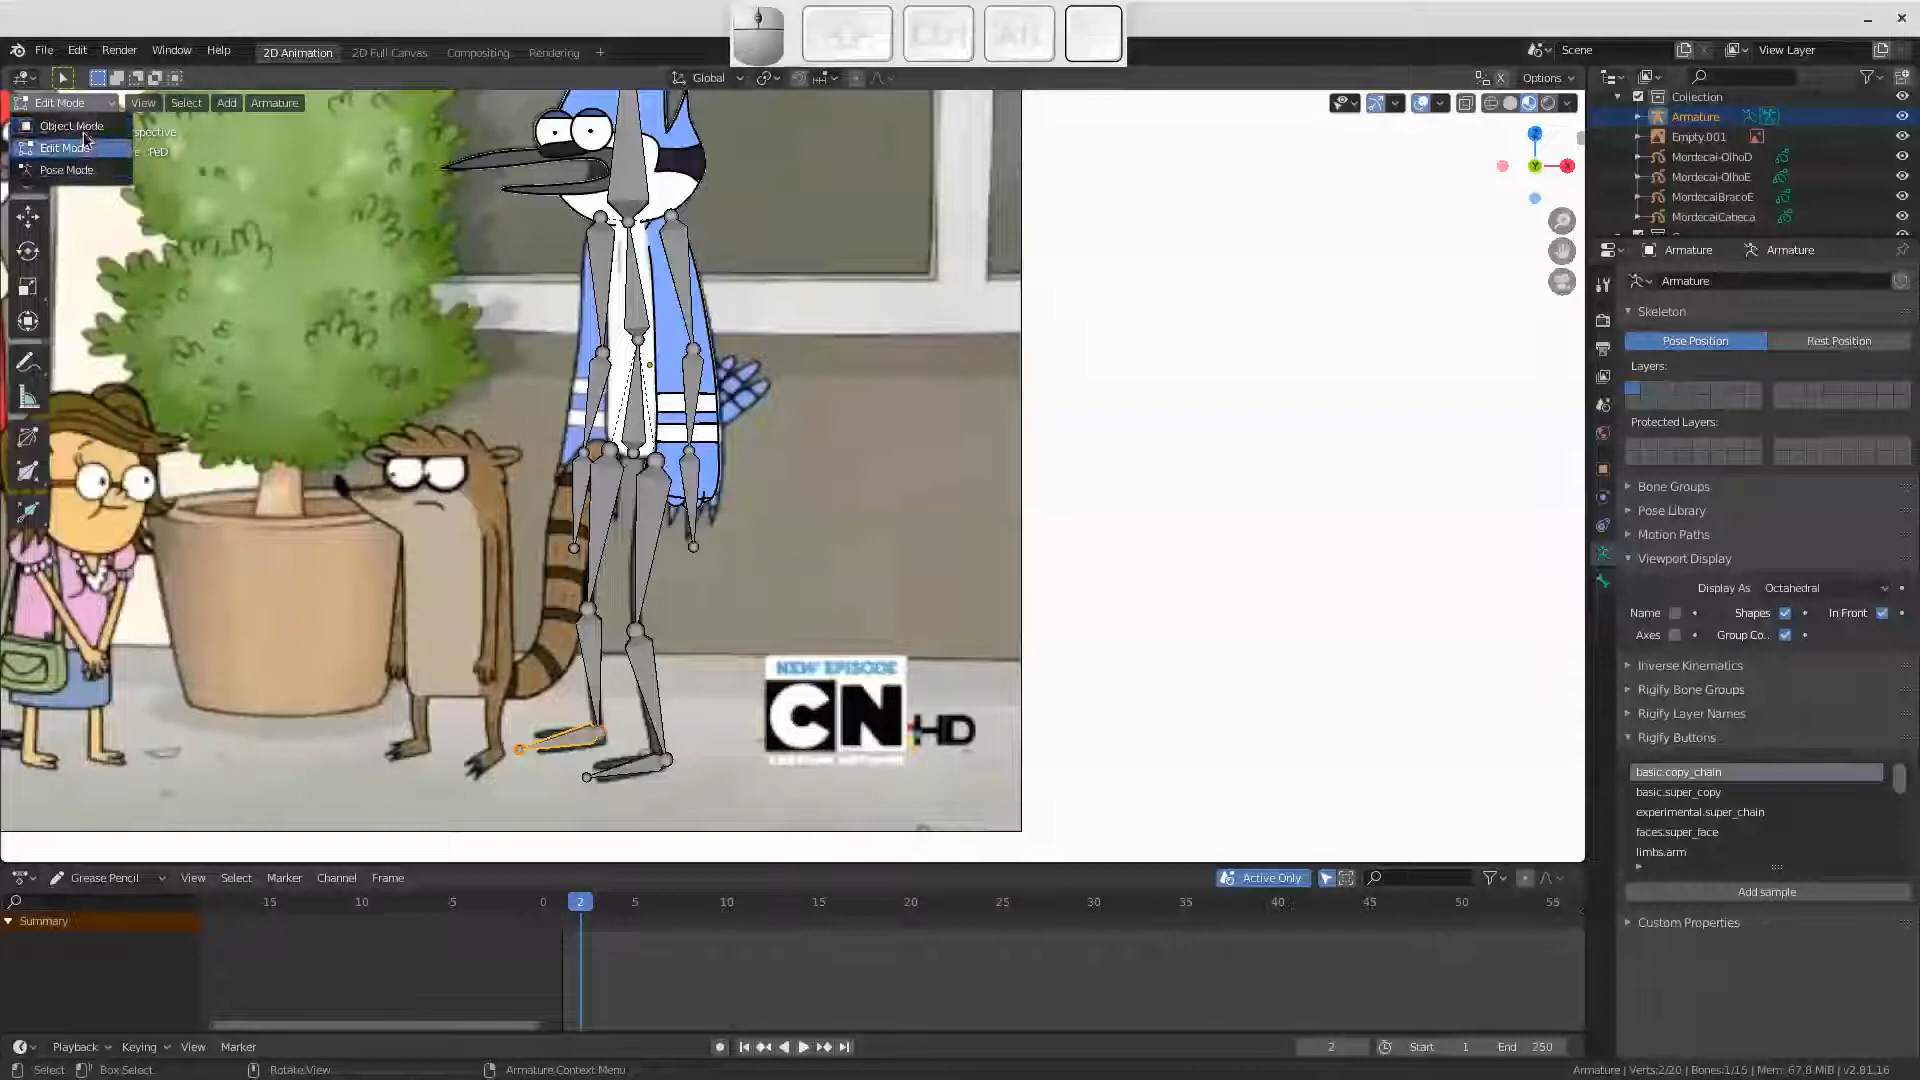 Ctrl
Alt
File Edit Render Window Help
2D Animation 2D Full Canvas Compositing Rendering +
Scene
View Layer
Global
Options
Edit Mode View Select Add Armature
Object Mode
Edit Mode
Pose Mode
spective
PeD
X
Z
Y
NEW EPISODE
CN
HD
Collection
Armature
Empty.001
Mordecai-OlhoD
Mordecai-OlhoE
MordecaiBracoE
MordecaiCabeca
Armature Armature
Armature
Skeleton
Pose Position Rest Position
Layers:
Protected Layers:
Bone Groups
Pose Library
Motion Paths
Viewport Display
Display As Octahedral
Name Shapes In Front
Axes Group Co..
Inverse Kinematics
Rigify Bone Groups
Rigify Layer Names
Rigify Buttons
basic.copy_chain
basic.super_copy
experimental.super_chain
faces.super_face
limbs.arm
Add sample
Custom Properties
Grease Pencil View Select Marker Channel Frame
Active Only
15 10 -5 0 2 5 10 15 20 25 30 35 40 45 50 55
Summary
Playback Keying View Marker
2 Start 1 End 250
Select Box Select Rotate View Armature Context Menu
Armature | Verts:2/20 | Bones:1/15 | Mem: 67.8 MiB | v2.81.16